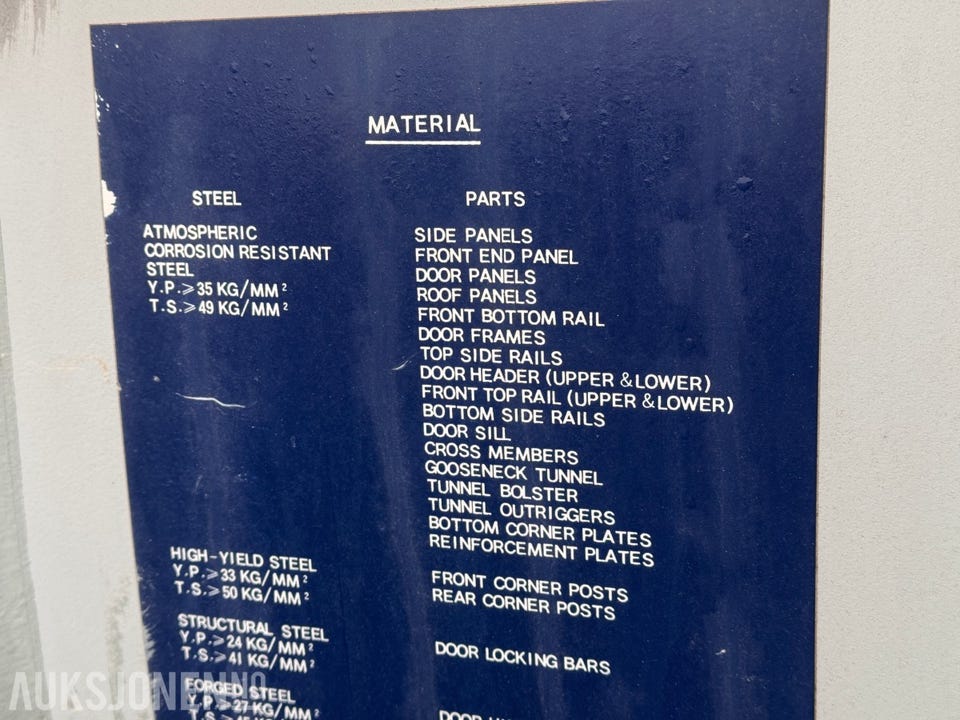 MATERIAL
STEEL
PARTS
ATMOSPHERIC
CORROSION RESISTANT
STEEL
Y.P.⩾35 KG/MM²
T.S.⩾49 KG/MM²
SIDE PANELS
FRONT END PANEL
DOOR PANELS
ROOF PANELS
FRONT BOTTOM RAIL
DOOR FRAMES
TOP SIDE RAILS
DOOR HEADER (UPPER & LOWER)
FRONT TOP RAIL (UPPER & LOWER)
BOTTOM SIDE RAILS
DOOR SILL
CROSS MEMBERS
GOOSENECK TUNNEL
TUNNEL BOLSTER
TUNNEL OUTRIGGERS
BOTTOM CORNER PLATES
REINFORCEMENT PLATES
HIGH-YIELD STEEL
Y.P.⩾33 KG/MM²
T.S.⩾50 KG/MM²
FRONT CORNER POSTS
REAR CORNER POSTS
STRUCTURAL STEEL
Y.P.⩾24 KG/MM²
T.S.⩾41 KG/MM²
DOOR LOCKING BARS
FORGED STEEL
Y.P.⩾27 KG/MM²
T.S.
DOOR
AUKSJONEN.NO